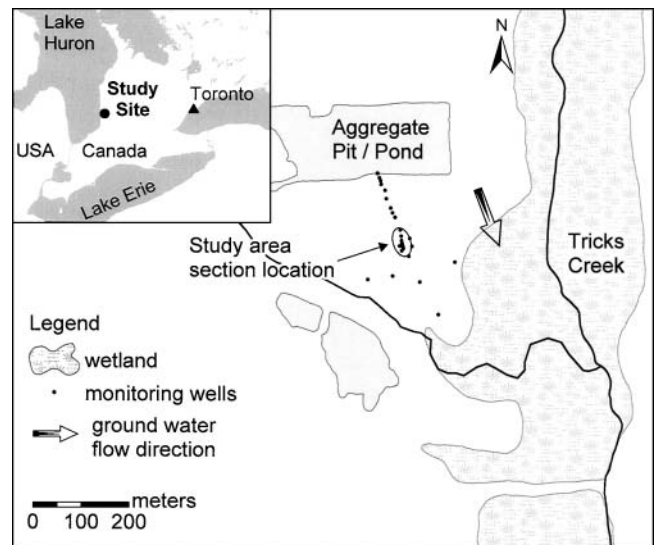 Lake
Huron
Study
Site
Toronto
USA
Canada
Lake Erie
N
Aggregate
Pit / Pond
Study area
section location
Tricks
Creek
Legend
wetland
monitoring wells
ground water
flow direction
meters
0 100 200